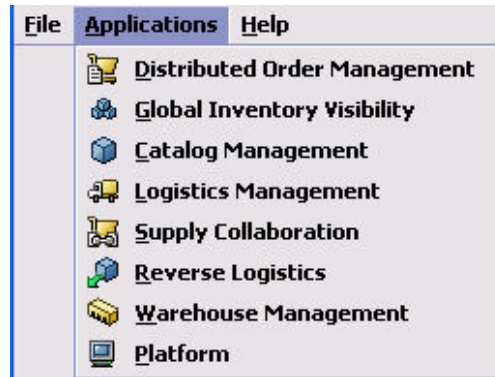 File Applications Help
Distributed Order Management
Global Inventory Visibility
Catalog Management
Logistics Management
Supply Collaboration
Reverse Logistics
Warehouse Management
Platform